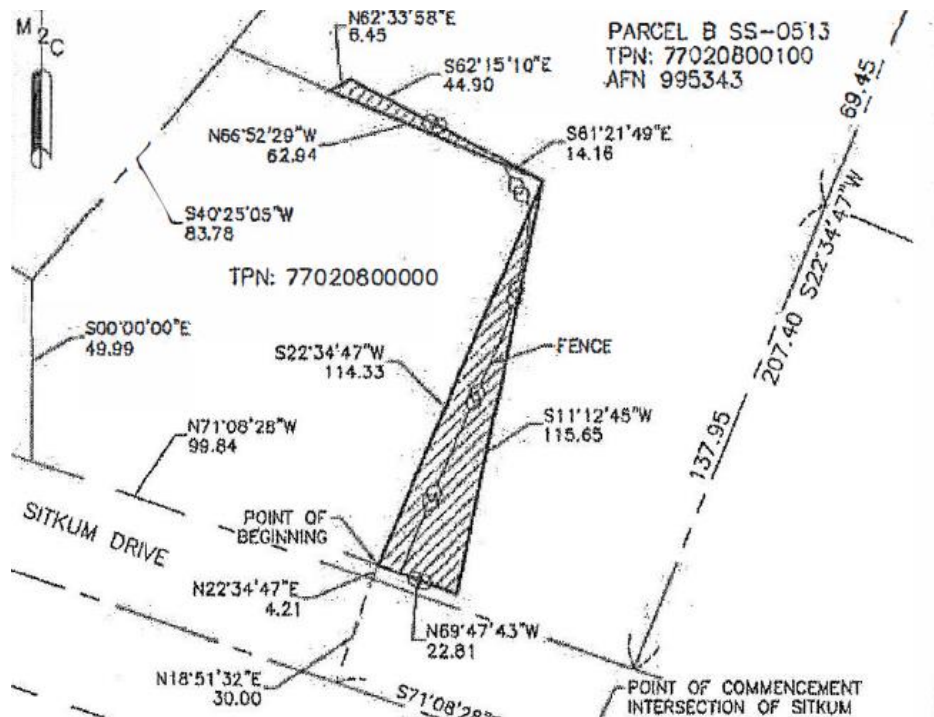 N62°33'58"E
6.45
PARCEL B SS-0513
TPN: 77020800100
AFN 995343
S62°15'10"E
44.90
69.45
N66°52'29"W
62.94
S61°21'49"E
14.16
S40°25'05"W
83.78
S22°34'47"W
207.40
TPN: 77020800000
S00°00'00"E
49.99
S22°34'47"W
114.33
FENCE
S11°12'45"W
115.65
137.95
N71°08'28"W
99.84
SITKUM DRIVE
POINT OF
BEGINNING
N22°34'47"E
4.21
N69°47'43"W
22.81
N18°51'32"E
30.00
S71°08'28"
POINT OF COMMENCEMENT
INTERSECTION OF SITKUM